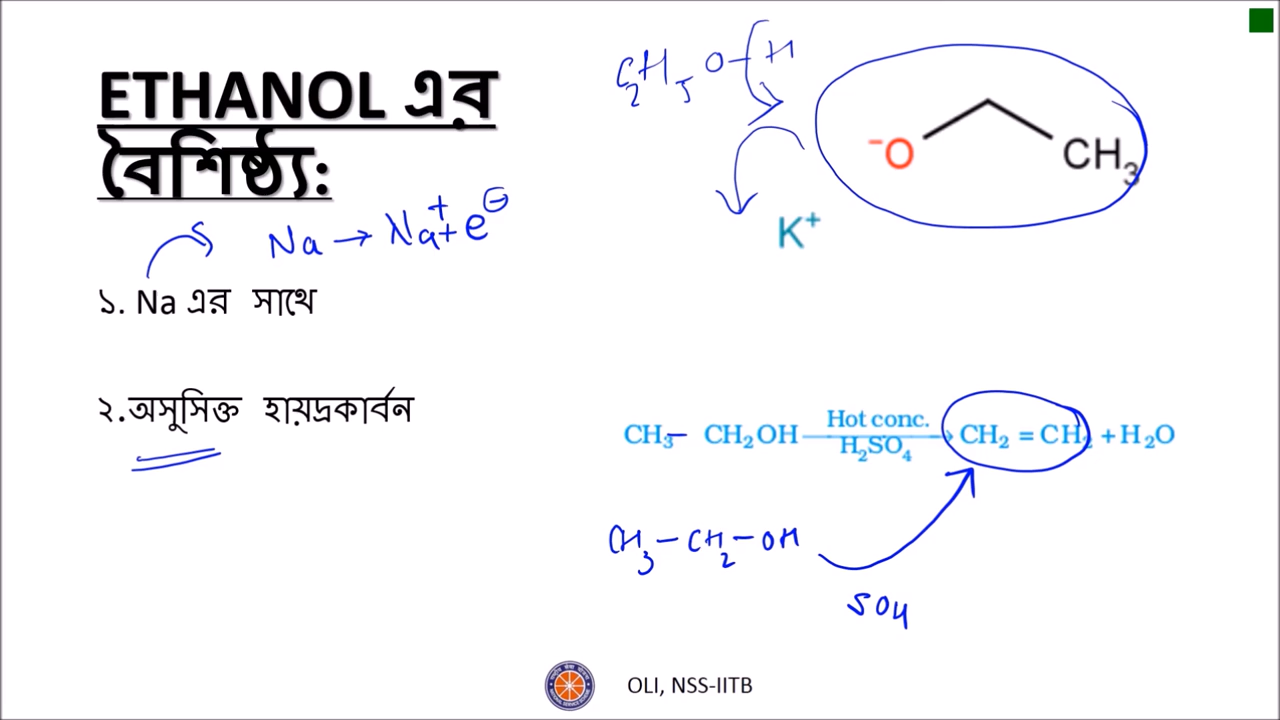 ETHANOL এর
বৈশিষ্ঠ্য:
C₂H₅ O–H
⁻O CH₃
K⁺
Na → Na⁺ + e⊖
১. Na এর সাথে
২.অসুসিক্ত হায়দ্রকার্বন
CH₃– CH₂OH Hot conc. H₂SO₄ → CH₂ = CH₂ + H₂O
CH₃ – CH₂ – OH
SO4
OLI, NSS-IITB